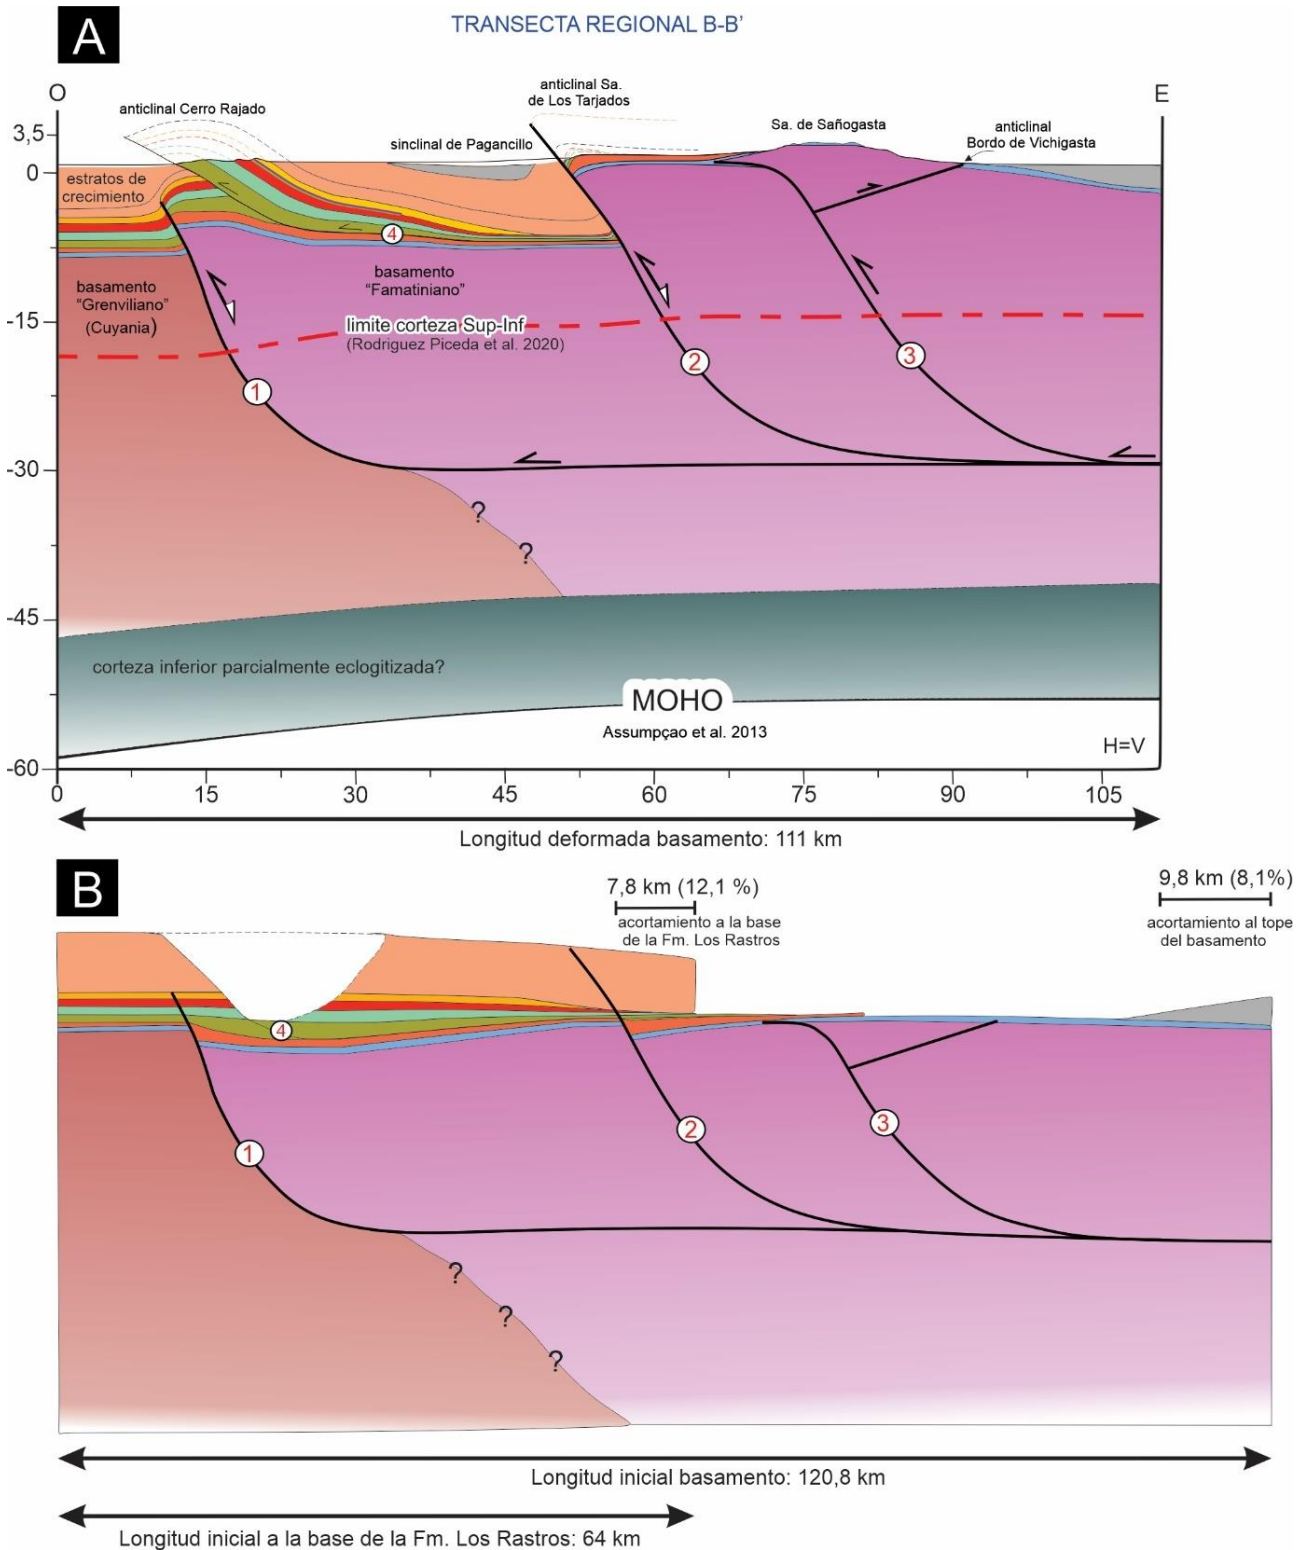 A
TRANSECTA REGIONAL B-B'
O
E
anticlinal Cerro Rajado
anticlinal Sa.
de Los Tarjados
sinclinal de Pagancillo
Sa. de Sañogasta
anticlinal
Bordo de Vichigasta
3,5
0
-15
-30
-45
-60
estratos de
crecimiento
4
basamento
"Grenviliano"
(Cuyania)
basamento
"Famatiniano"
limite corteza Sup-Inf
(Rodriguez Piceda et al. 2020)
1
2
3
?
?
corteza inferior parcialmente eclogitizada?
MOHO
Assumpçao et al. 2013
H=V
0 15 30 45 60 75 90 105
Longitud deformada basamento: 111 km
B
7,8 km (12,1 %)
acortamiento a la base
de la Fm. Los Rastros
9,8 km (8,1%)
acortamiento al tope
del basamento
4
1
2
3
?
?
?
Longitud inicial basamento: 120,8 km
Longitud inicial a la base de la Fm. Los Rastros: 64 km